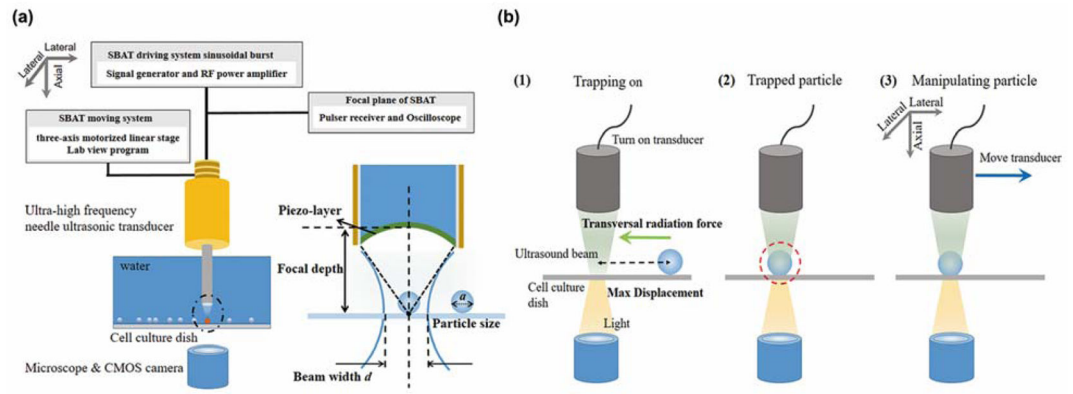 (a)
Lateral
Lateral
Axial
SBAT driving system sinusoidal burst
Signal generator and RF power amplifier
SBAT moving system
three-axis motorized linear stage
Lab view program
Focal plane of SBAT
Pulser receiver and Oscilloscope
Ultra-high frequency
needle ultrasonic transducer
Piezo-layer
Focal depth
water
a
Particle size
Cell culture dish
Microscope & CMOS camera
Beam width d
(b)
(1) Trapping on
Turn on transducer
Transversal radiation force
Ultrasound beam
Cell culture
dish
Max Displacement
Light
(2) Trapped particle
(3) Manipulating particle
Lateral
Lateral
Axial
Move transducer